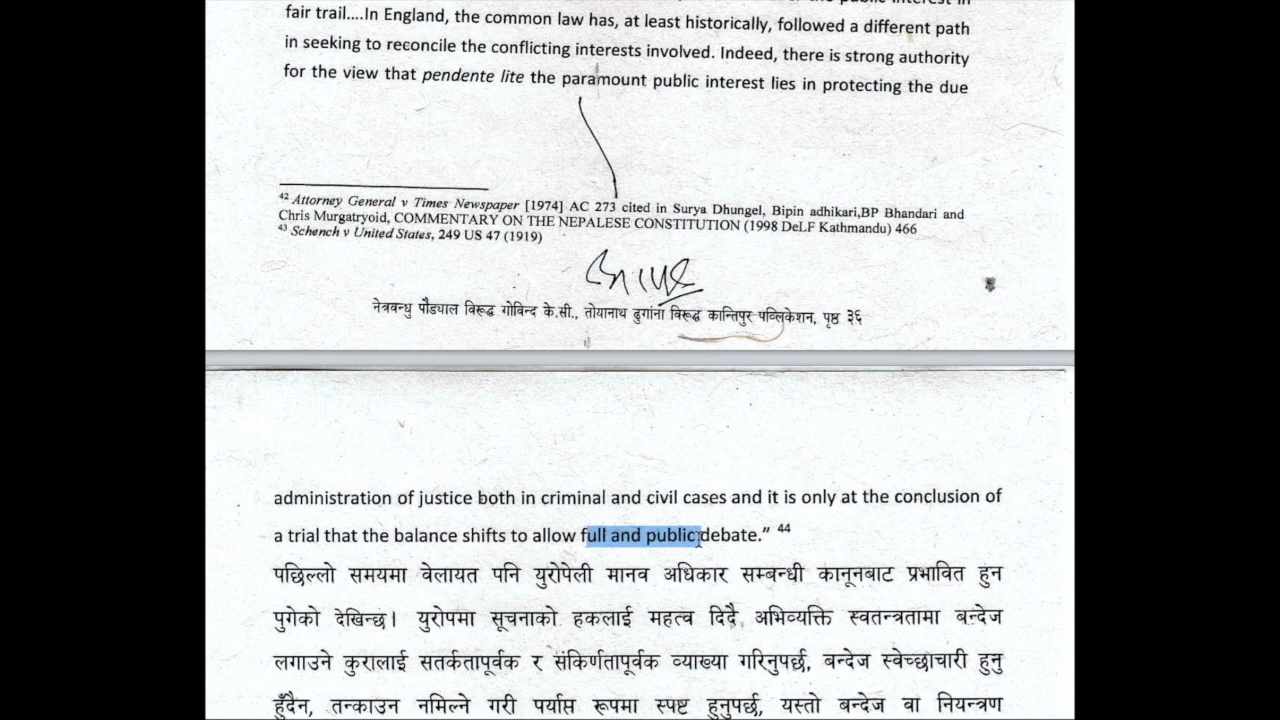 fair trail....In England, the common law has, at least historically, followed a different path
in seeking to reconcile the conflicting interests involved. Indeed, there is strong authority
for the view that pendente lite the paramount public interest lies in protecting the due
42 Attorney General v Times Newspaper [1974] AC 273 cited in Surya Dhungel, Bipin adhikari,BP Bhandari and
Chris Murgatryoid, COMMENTARY ON THE NEPALESE CONSTITUTION (1998 DeLF Kathmandu) 466
43 Schench v United States, 249 US 47 (1919)
नेत्रबन्धु पौड्याल विरूद्ध गोविन्द के.सी., तोयानाथ ढुगांना विरूद्ध कान्तिपुर पव्लिकेशन, पृष्ठ ३६
administration of justice both in criminal and civil cases and it is only at the conclusion of
a trial that the balance shifts to allow full and public debate.” 44
पछिल्लो समयमा वेलायत पनि युरोपेली मानव अधिकार सम्बन्धी कानूनबाट प्रभावित हुन
पुगेको देखिन्छ। युरोपमा सूचनाको हकलाई महत्व दिदै अभिव्यक्ति स्वतन्त्रतामा बन्देज
लगाउने कुरालाई सतर्कतापूर्वक र संकिर्णतापूर्वक व्याख्या गरिनुपर्छ, बन्देज स्वेच्छाचारी हुनु
हुँदैन, तन्काउन नमिल्ने गरी पर्याप्त रूपमा स्पष्ट हुनुपर्छ, यस्तो बन्देज वा नियन्त्रण